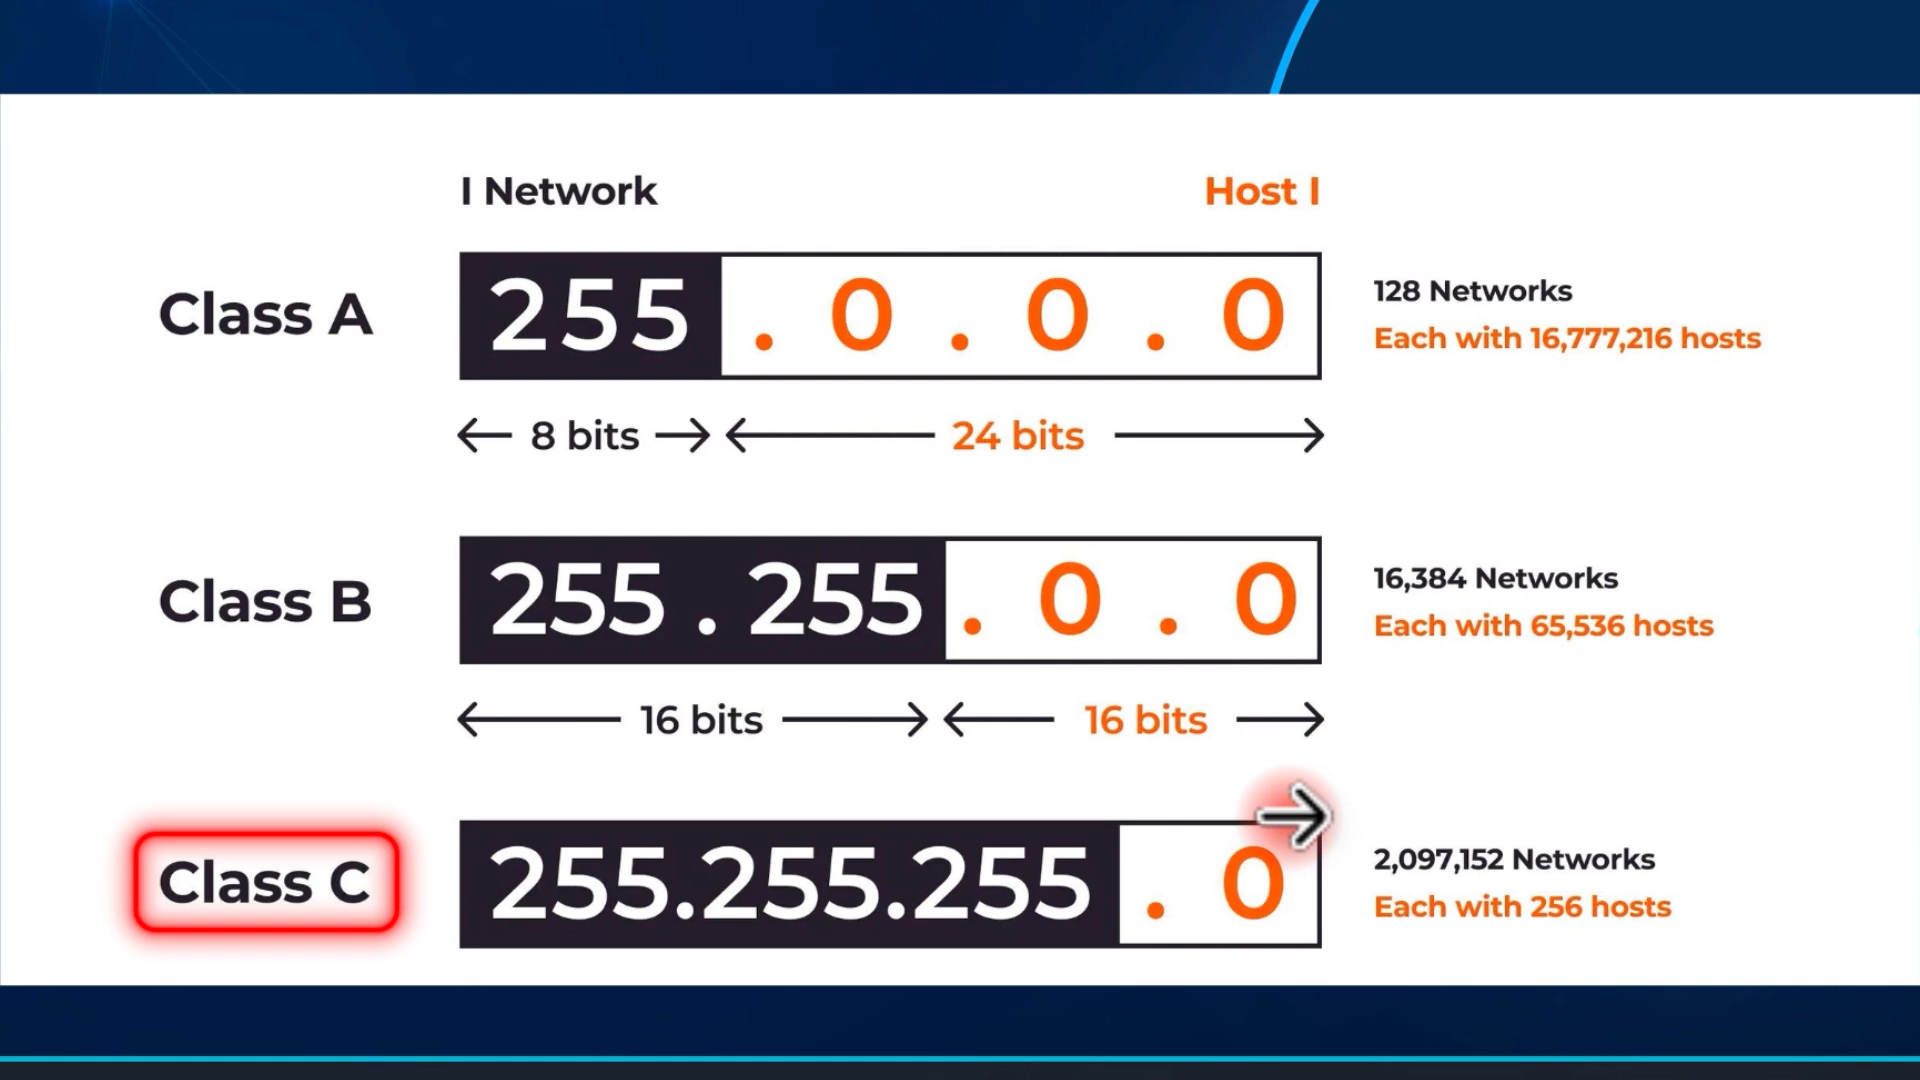 I Network
Host I
Class A
255 . 0 . 0 . 0
128 Networks
Each with 16,777,216 hosts
8 bits
24 bits
Class B
255 . 255 . 0 . 0
16,384 Networks
Each with 65,536 hosts
16 bits
16 bits
Class C
255.255.255 . 0
2,097,152 Networks
Each with 256 hosts